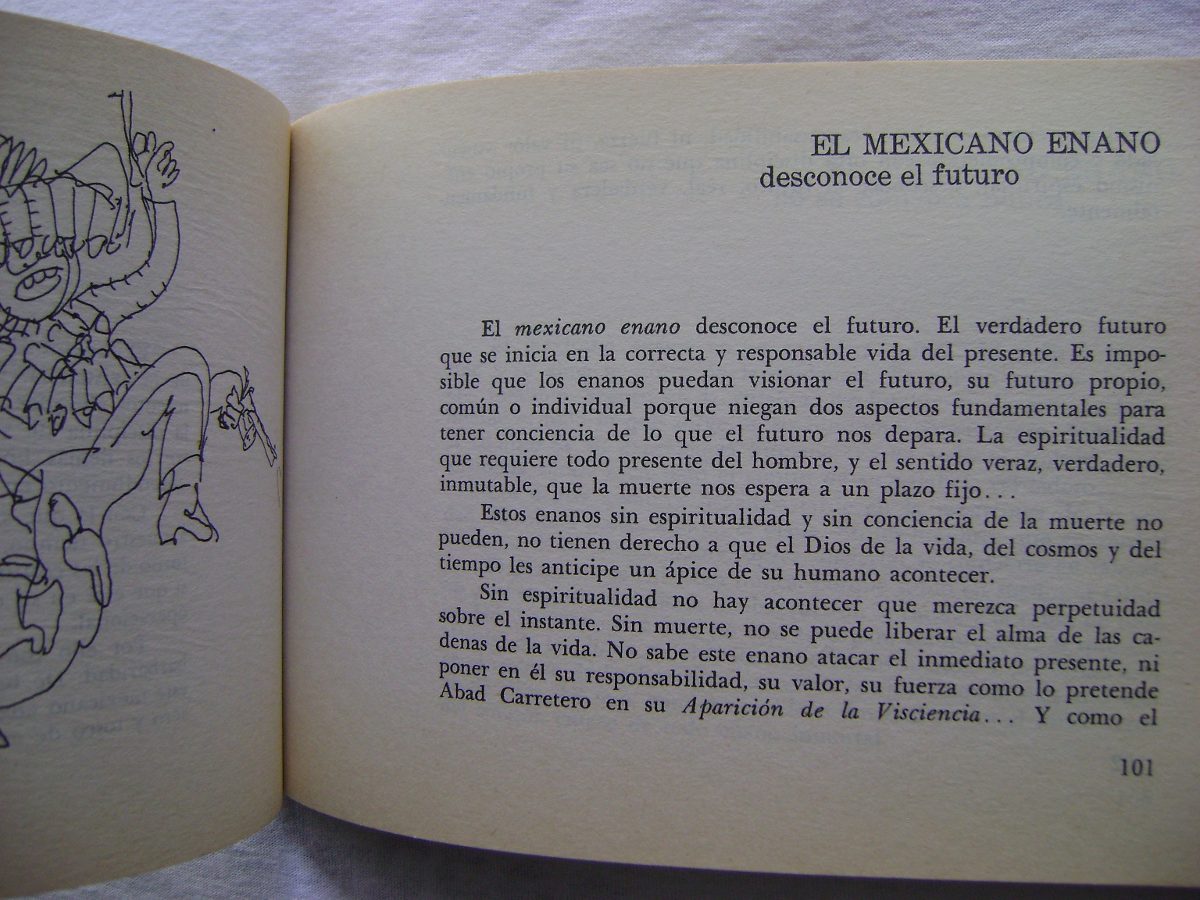 EL MEXICANO ENANO
desconoce el futuro
El mexicano enano desconoce el futuro. El verdadero futuro
que se inicia en la correcta y responsable vida del presente. Es impo-
sible que los enanos puedan visionar el futuro, su futuro propio,
común o individual porque niegan dos aspectos fundamentales para
tener conciencia de lo que el futuro nos depara. La espiritualidad
que requiere todo presente del hombre, y el sentido veraz, verdadero,
inmutable, que la muerte nos espera a un plazo fijo...
Estos enanos sin espiritualidad y sin conciencia de la muerte no
pueden, no tienen derecho a que el Dios de la vida, del cosmos y del
tiempo les anticipe un ápice de su humano acontecer.
Sin espiritualidad no hay acontecer que merezca perpetuidad
sobre el instante. Sin muerte, no se puede liberar el alma de las ca-
denas de la vida. No sabe este enano atacar el inmediato presente, ni
poner en él su responsabilidad, su valor, su fuerza como lo pretende
Abad Carretero en su Aparición de la Visciencia... Y como el
101